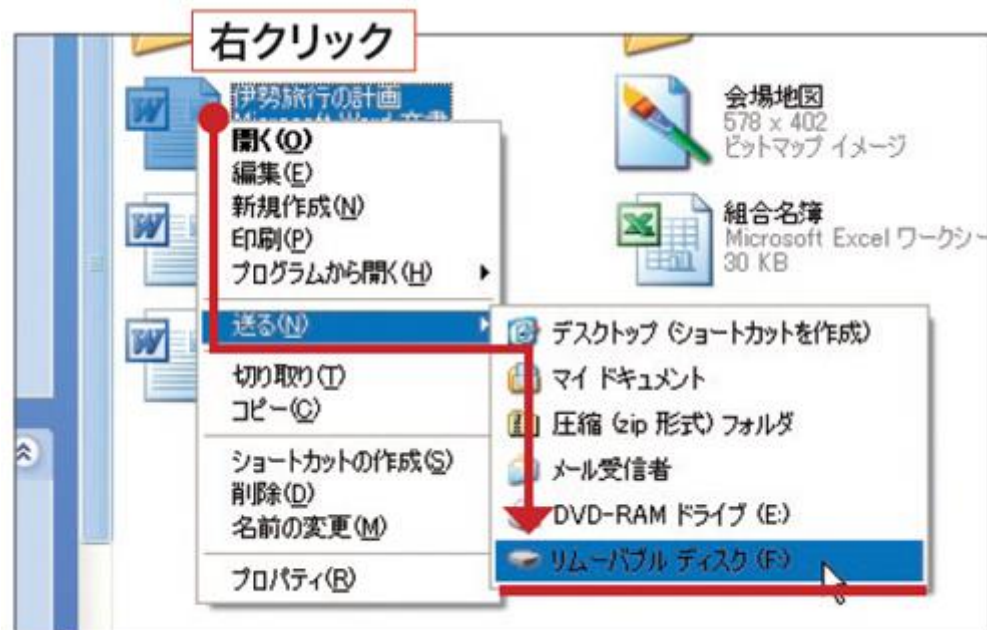 右クリック
伊勢旅行の計画
Microsoft Word 文書
開く(O)
編集(E)
新規作成(N)
印刷(P)
プログラムから開く(H)
送る(N)
切り取り(T)
コピー(C)
ショートカットの作成(S)
削除(D)
名前の変更(M)
プロパティ(R)
会場地図
578 x 402
ビットマップ イメージ
組合名簿
Microsoft Excel ワークシー
30 KB
デスクトップ (ショートカットを作成)
マイ ドキュメント
圧縮 (zip 形式) フォルダ
メール受信者
DVD-RAM ドライブ (E:)
リムーバブル ディスク (F:)